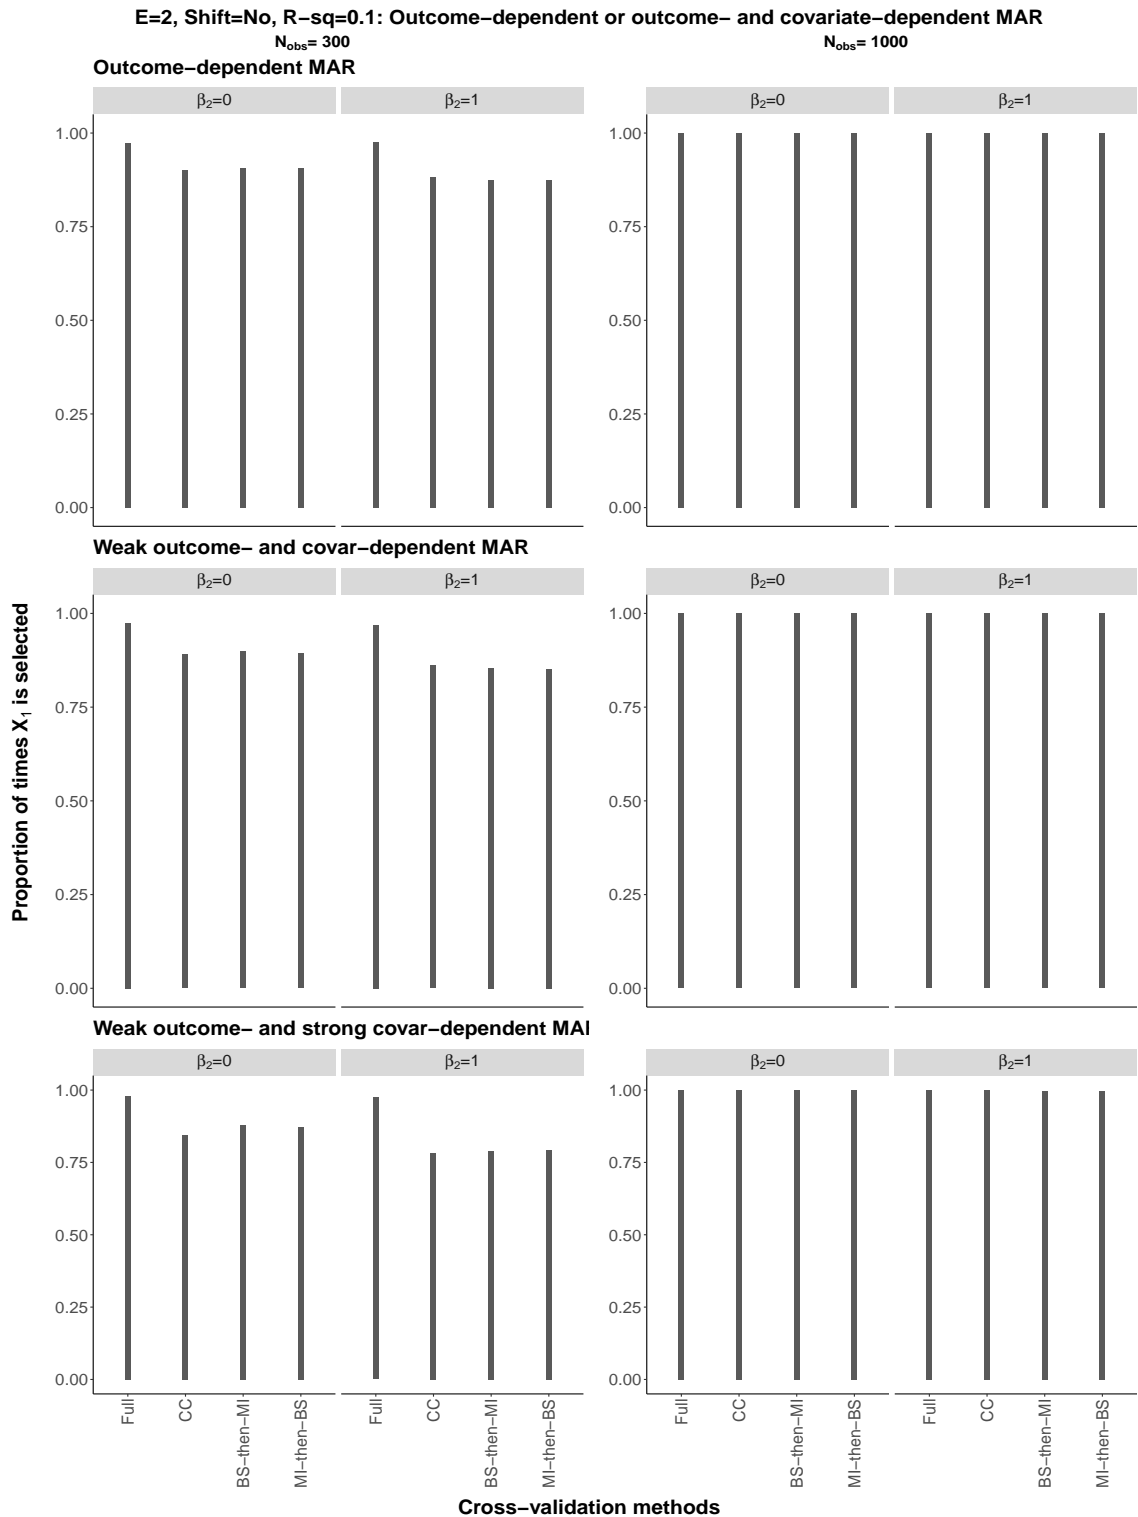 E=2, Shift=No, R−sq=0.1: Outcome−dependent or outcome− and covariate−dependent MAR
N_obs= 300 N_obs= 1000
Outcome−dependent MAR
β₂=0 β₂=1 β₂=0 β₂=1
1.00 1.00
0.75 0.75
0.50 0.50
0.25 0.25
0.00 0.00
Weak outcome− and covar−dependent MAR
β₂=0 β₂=1 β₂=0 β₂=1
1.00 1.00
0.75 0.75
0.50 0.50
0.25 0.25
0.00 0.00
Proportion of times X₁ is selected
Weak outcome− and strong covar−dependent MA
β₂=0 β₂=1 β₂=0 β₂=1
1.00 1.00
0.75 0.75
0.50 0.50
0.25 0.25
0.00 0.00
Full CC BS−then−MI MI−then−BS Full CC BS−then−MI MI−then−BS Full CC BS−then−MI MI−then−BS Full CC BS−then−MI MI−then−BS
Cross−validation methods